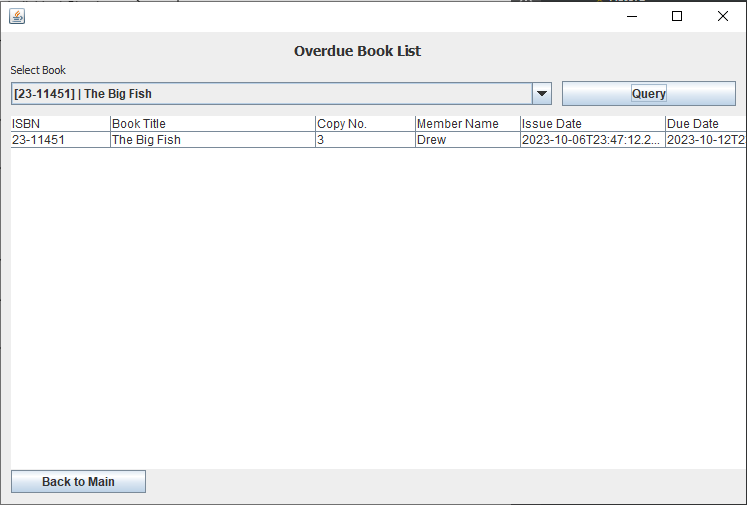 Overdue Book List
Select Book
[23-11451] | The Big Fish
Query
ISBN Book Title Copy No. Member Name Issue Date Due Date
23-11451 The Big Fish 3 Drew 2023-10-06T23:47:12.2... 2023-10-12T2
Back to Main